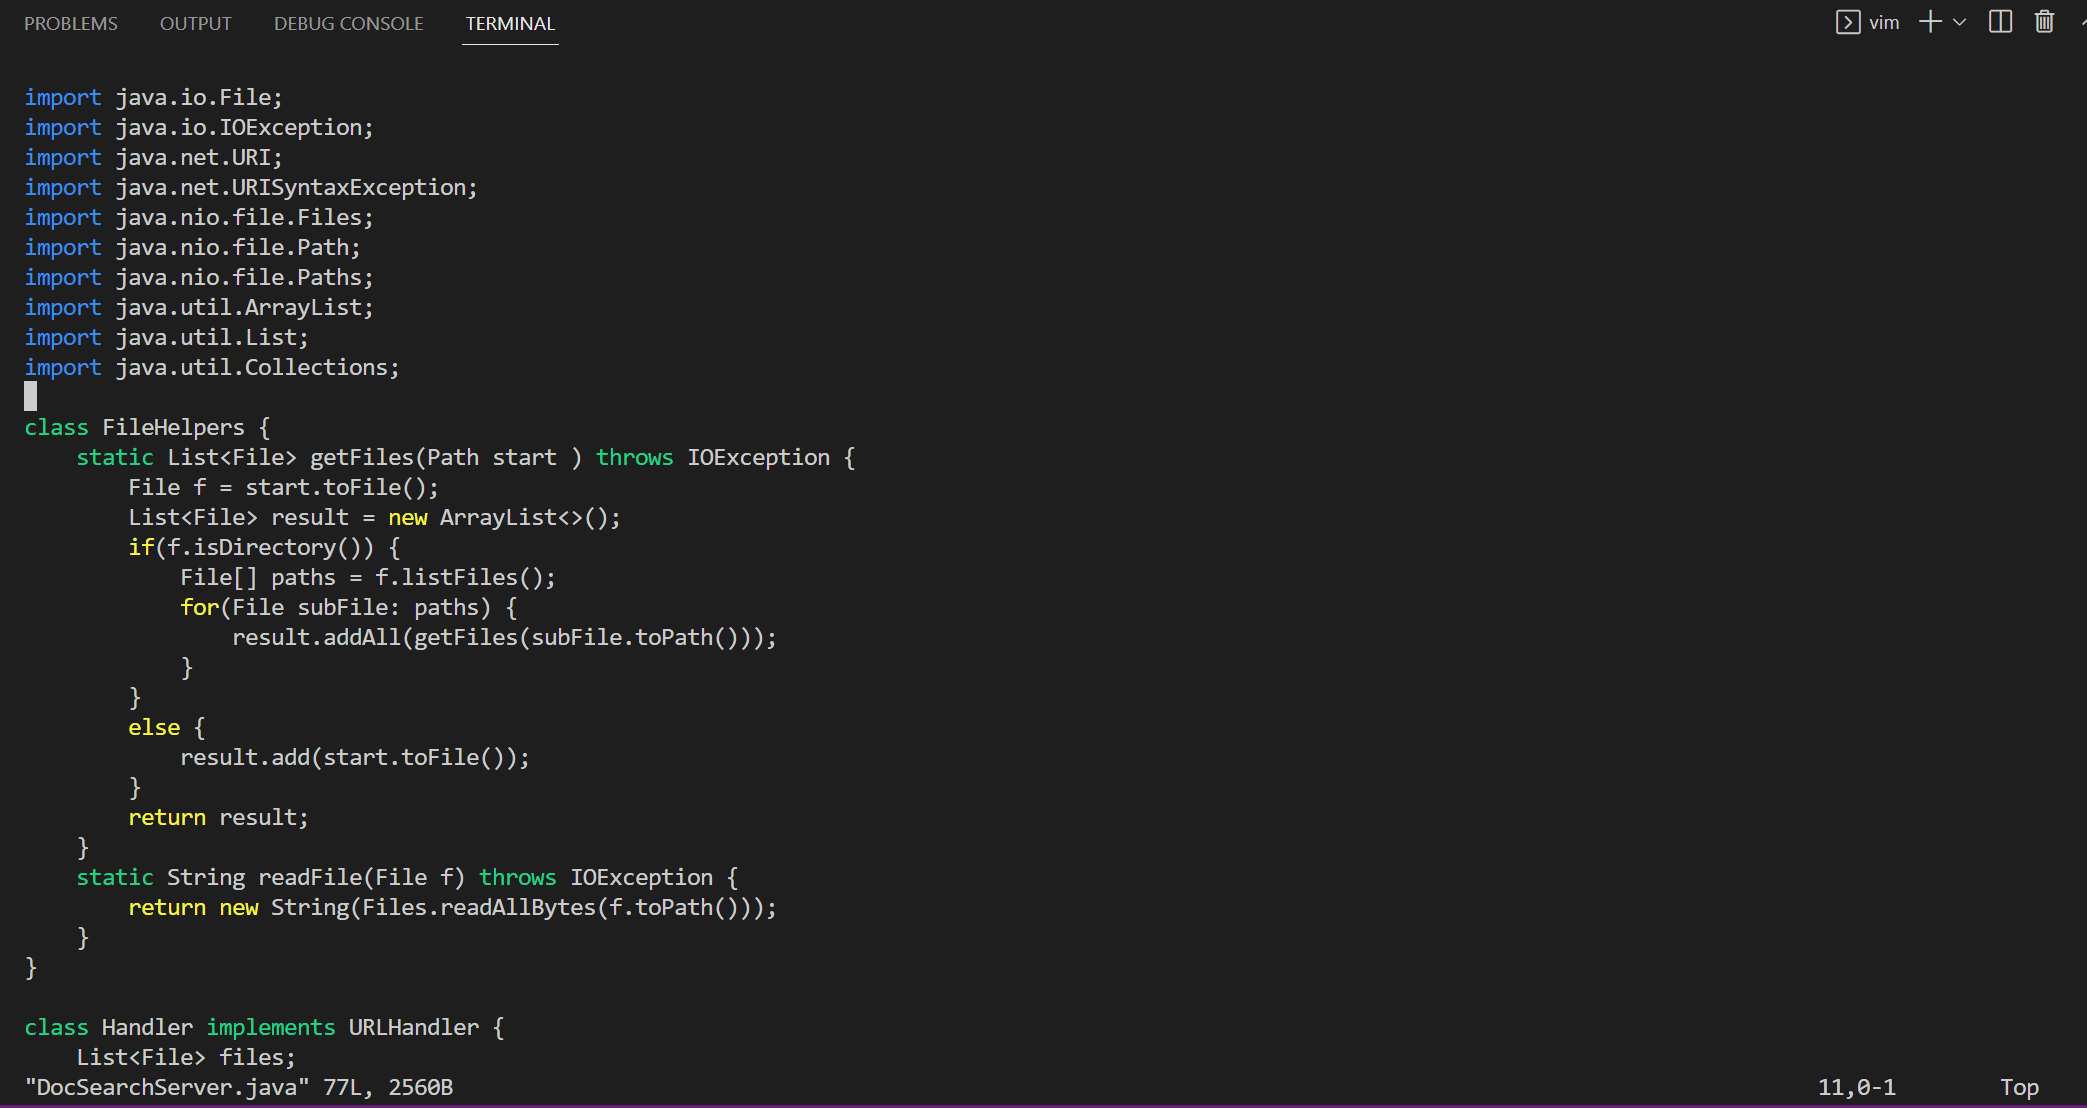 PROBLEMS OUTPUT DEBUG CONSOLE TERMINAL vim
import java.io.File;
import java.io.IOException;
import java.net.URI;
import java.net.URISyntaxException;
import java.nio.file.Files;
import java.nio.file.Path;
import java.nio.file.Paths;
import java.util.ArrayList;
import java.util.List;
import java.util.Collections;
class FileHelpers {
    static List<File> getFiles(Path start ) throws IOException {
        File f = start.toFile();
        List<File> result = new ArrayList<>();
        if(f.isDirectory()) {
            File[] paths = f.listFiles();
            for(File subFile: paths) {
                result.addAll(getFiles(subFile.toPath()));
            }
        }
        else {
            result.add(start.toFile());
        }
        return result;
    }
    static String readFile(File f) throws IOException {
        return new String(Files.readAllBytes(f.toPath()));
    }
}
class Handler implements URLHandler {
    List<File> files;
"DocSearchServer.java" 77L, 2560B 11,0-1 Top